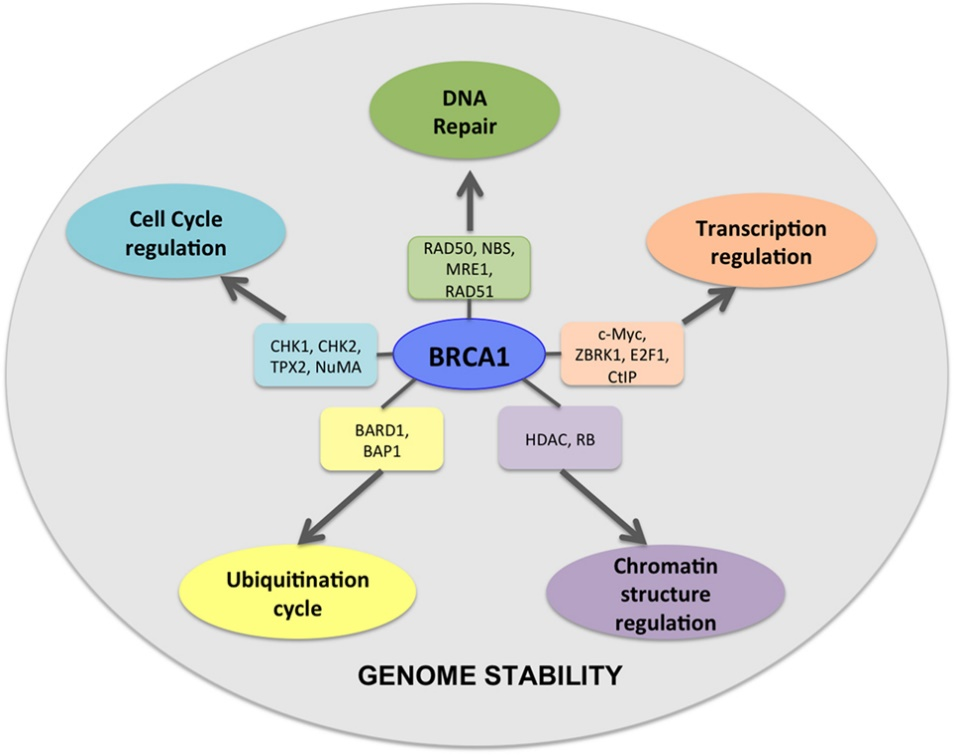 DNA
Repair
Cell Cycle
regulation
Transcription
regulation
RAD50, NBS,
MRE1,
RAD51
CHK1, CHK2,
TPX2, NuMA
BRCA1
c-Myc,
ZBRK1, E2F1,
CtIP
BARD1,
BAP1
HDAC, RB
Ubiquitination
cycle
Chromatin
structure
regulation
GENOME STABILITY